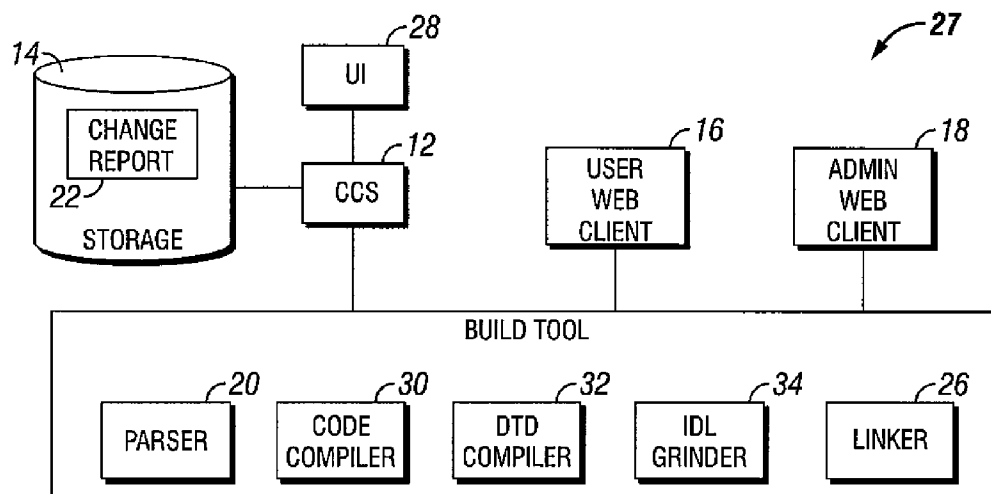 14
28
27
UI
CHANGE
REPORT
22
STORAGE
12
CCS
16
USER
WEB
CLIENT
18
ADMIN
WEB
CLIENT
BUILD TOOL
20
PARSER
30
CODE
COMPILER
32
DTD
COMPILER
34
IDL
GRINDER
26
LINKER